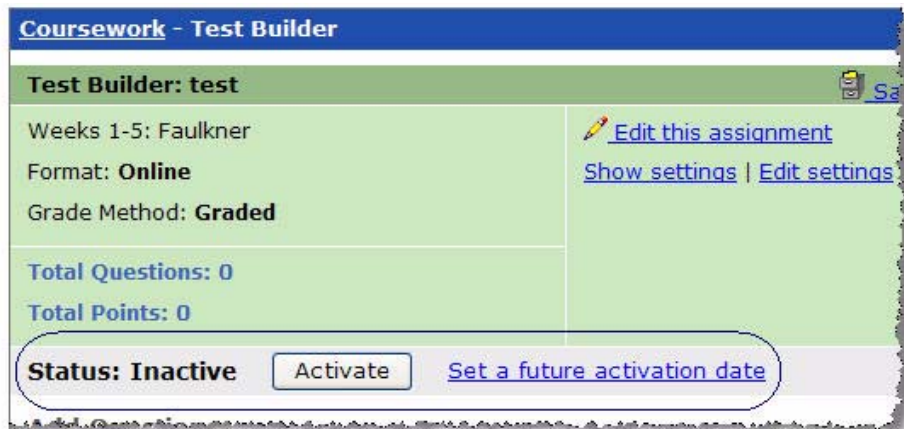 Coursework - Test Builder
Test Builder: test
Weeks 1-5: Faulkner
Format: Online
Grade Method: Graded
Edit this assignment
Show settings | Edit settings
Total Questions: 0
Total Points: 0
Status: Inactive Activate Set a future activation date